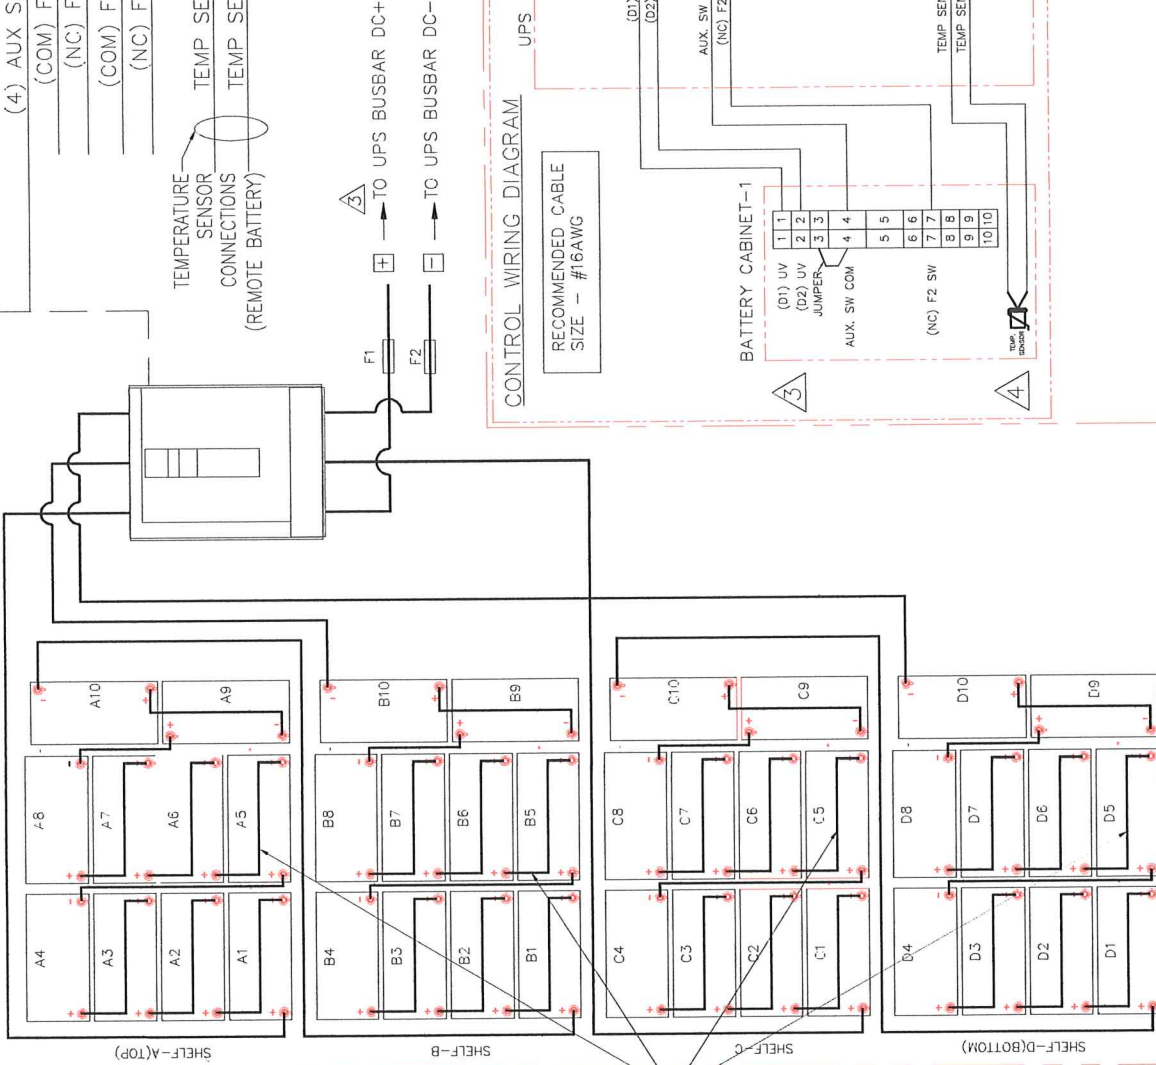 (4) AUX S
(COM) F
(NC) F
(COM) F
(NC) F
TEMPERATURE
SENSOR
CONNECTIONS
(REMOTE BATTERY)
TEMP SE
TEMP SE
F1
F2
+
-
TO UPS BUSBAR DC+
TO UPS BUSBAR DC-
3
CONTROL WIRING DIAGRAM
UPS
RECOMMENDED CABLE
SIZE - #16AWG
(D1)
(D2)
AUX. SW
(NC) F2
TEMP SEN
TEMP SEN
BATTERY CABINET-1
(D1) UV
(D2) UV
JUMPER
AUX. SW COM
(NC) F2 SW
1 1
2 2
3 3
4 4
5 5
6 6
7 7
8 8
9 9
10 10
TEMP.
SENSOR
3
4
SHELF-A(TOP)
A4
A3
A2
A1
A8
A7
A6
A5
A10
A9
SHELF-B
B4
B3
B2
B1
B8
B7
B6
B5
B10
B9
SHELF-C
C4
C3
C2
C1
C8
C7
C6
C5
C10
C9
SHELF-D(BOTTOM)
D4
D3
D2
D1
D8
D7
D6
D5
D10
D9